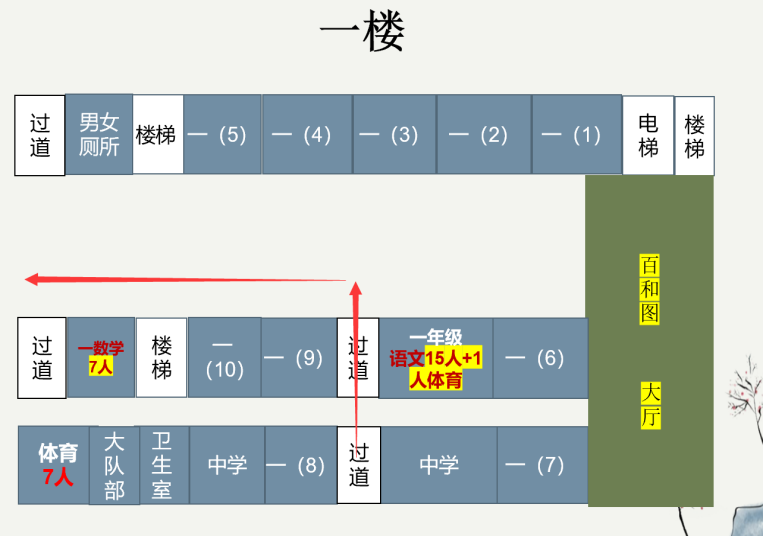 一楼
过
道
男女
厕所
楼梯
一（5）
一（4）
一（3）
一（2）
一（1）
电
梯
楼
梯
百
和
图
大
厅
过
道
一数学
7人
楼
梯
一
(10)
一（9）
过
道
一年级
语文15人+1
人体育
一（6）
体育
7人
大
队
部
卫
生
室
中学
一（8）
过
道
中学
一（7）